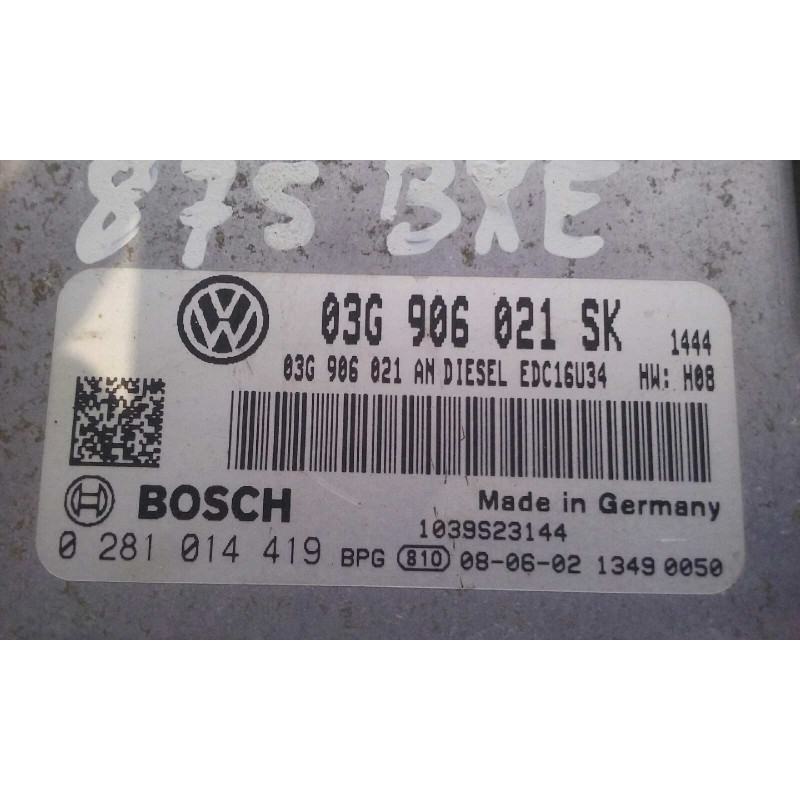 875 BXE
03G 906 021 SK 1444
03G 906 021 AN DIESEL EDC16U34 HW: H08
BOSCH Made in Germany
1039S23144
0 281 014 419 BPG 810 08-06-02 1349 0050